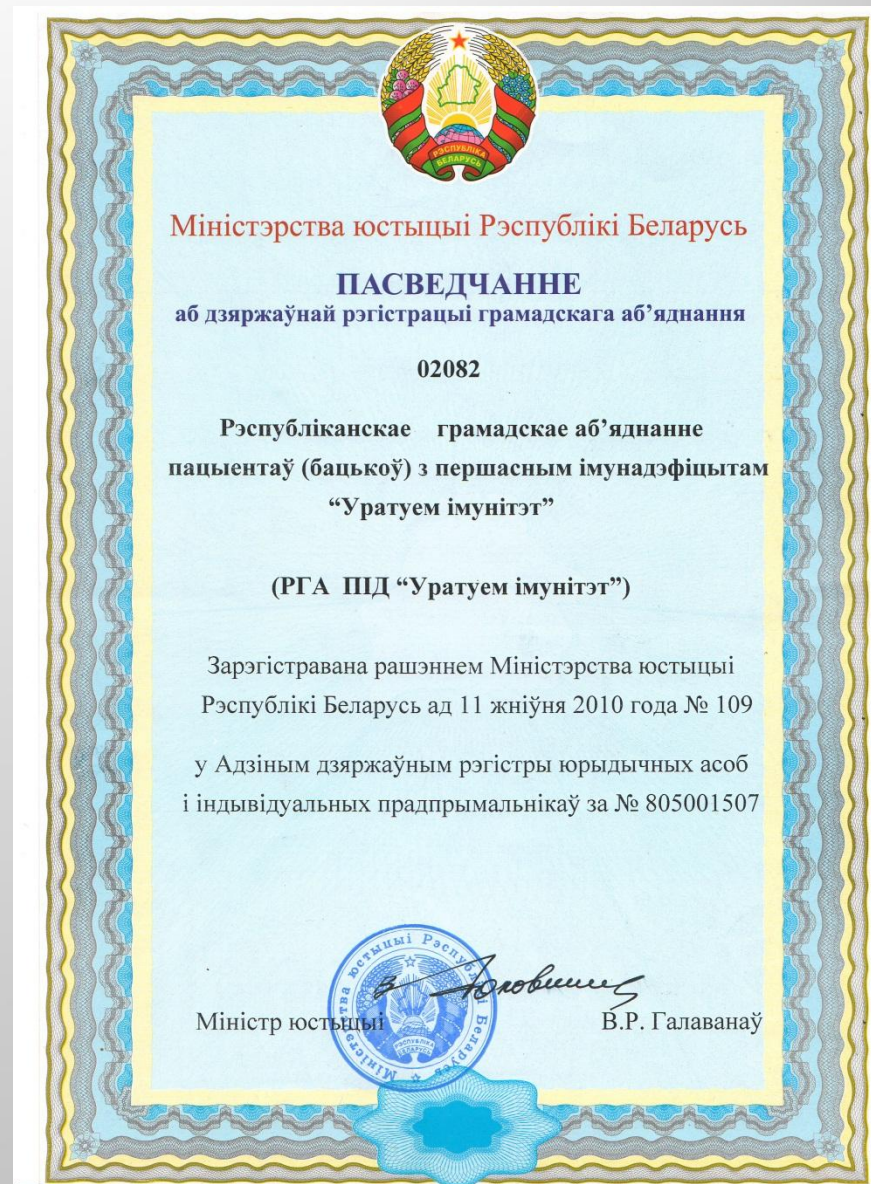 РЭСПУБЛІКА
БЕЛАРУСЬ
Міністэрства юстыцыі Рэспублікі Беларусь
ПАСВЕДЧАННЕ
аб дзяржаўнай рэгістрацыі грамадскага аб’яднання
02082
Рэспубліканскае грамадскае аб’яднанне
пацыентаў (бацькоў) з першасным імунадэфіцытам
“Уратуем імунітэт”
(РГА ПІД “Уратуем імунітэт”)
Зарэгістравана рашэннем Міністэрства юстыцыі
Рэспублікі Беларусь ад 11 жніўня 2010 года № 109
у Адзіным дзяржаўным рэгістры юрыдычных асоб
і індывідуальных прадпрымальнікаў за № 805001507
Міністэрства юстыцыі Рэспублікі Беларусь
Міністр юстыцыі В.Р. Галаванаў